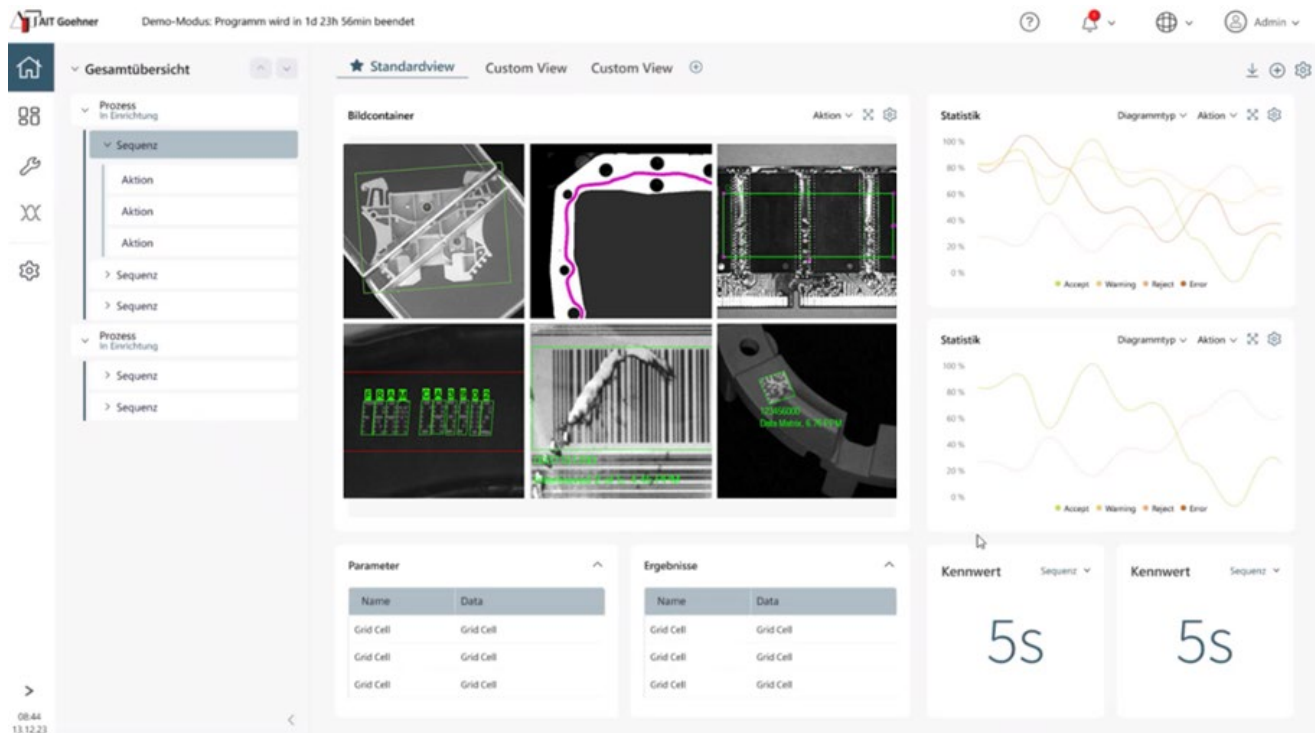 AIT Goehner
Demo-Modus: Programm wird in 1d 23h 56min beendet
Admin
Gesamtübersicht
Prozess
In Einrichtung
Sequenz
Aktion
Aktion
Aktion
Sequenz
Sequenz
Prozess
In Einrichtung
Sequenz
Sequenz
08:44
13.12.23
Standardview
Custom View
Custom View
Bildcontainer
Aktion
123456000
Data Matrix,
Statistik
Diagrammtyp
Aktion
100 %
80 %
60 %
40 %
20 %
0 %
Accept
Warning
Reject
Error
Statistik
Diagrammtyp
Aktion
100 %
80 %
60 %
40 %
20 %
0 %
Accept
Warning
Reject
Error
Parameter
Name Data
Grid Cell Grid Cell
Grid Cell Grid Cell
Grid Cell Grid Cell
Ergebnisse
Name Data
Grid Cell Grid Cell
Grid Cell Grid Cell
Grid Cell Grid Cell
Kennwert
Sequenz
5s
Kennwert
Sequenz
5s